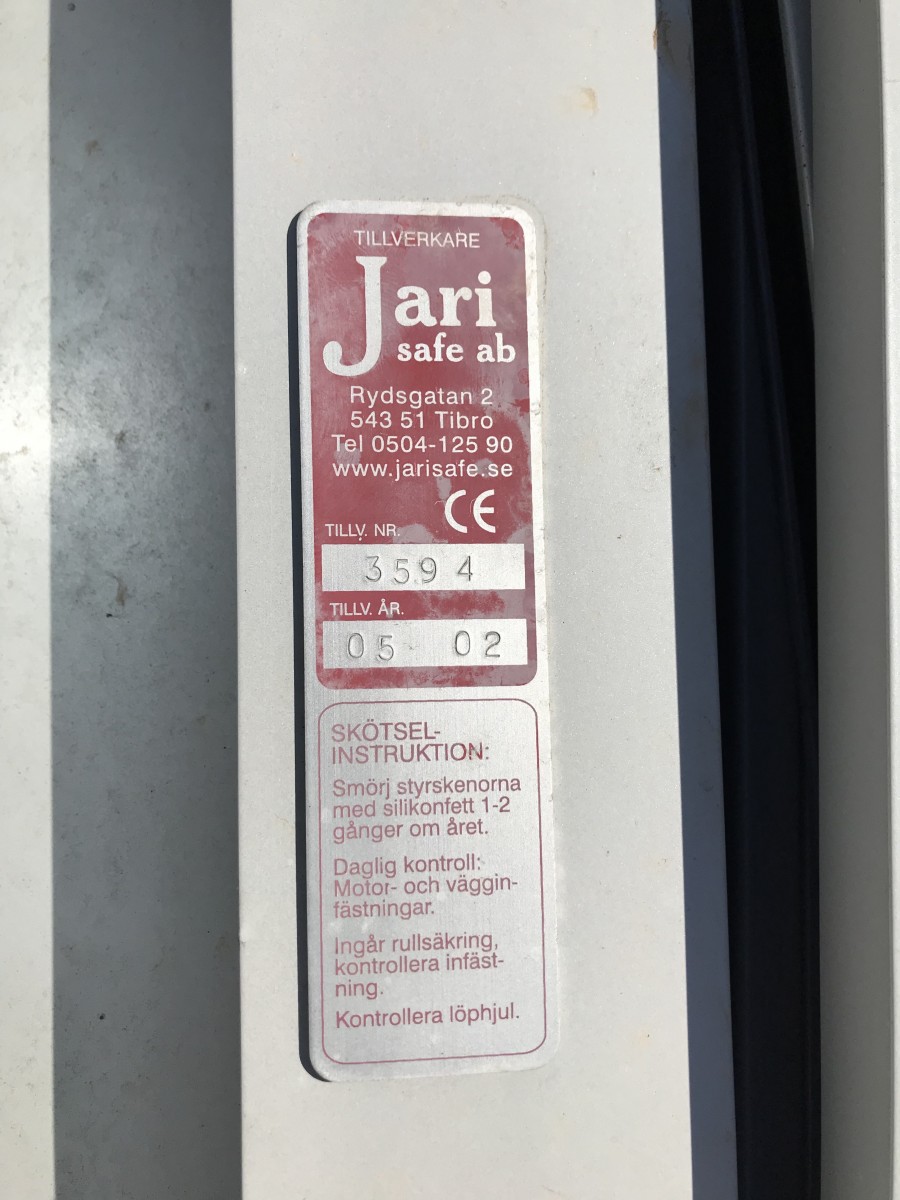 TILLVERKARE
Jari
safe ab
Rydsgatan 2
543 51 Tibro
Tel 0504-125 90
www.jarisafe.se
CE
TILLV. NR.
3594
TILLV. ÅR.
05 02
SKÖTSEL-
INSTRUKTION:
Smörj styrskenorna
med silikonfett 1-2
gånger om året.
Daglig kontroll:
Motor- och väggin-
fästningar.
Ingår rullsäkring,
kontrollera infäst-
ning.
Kontrollera löphjul.